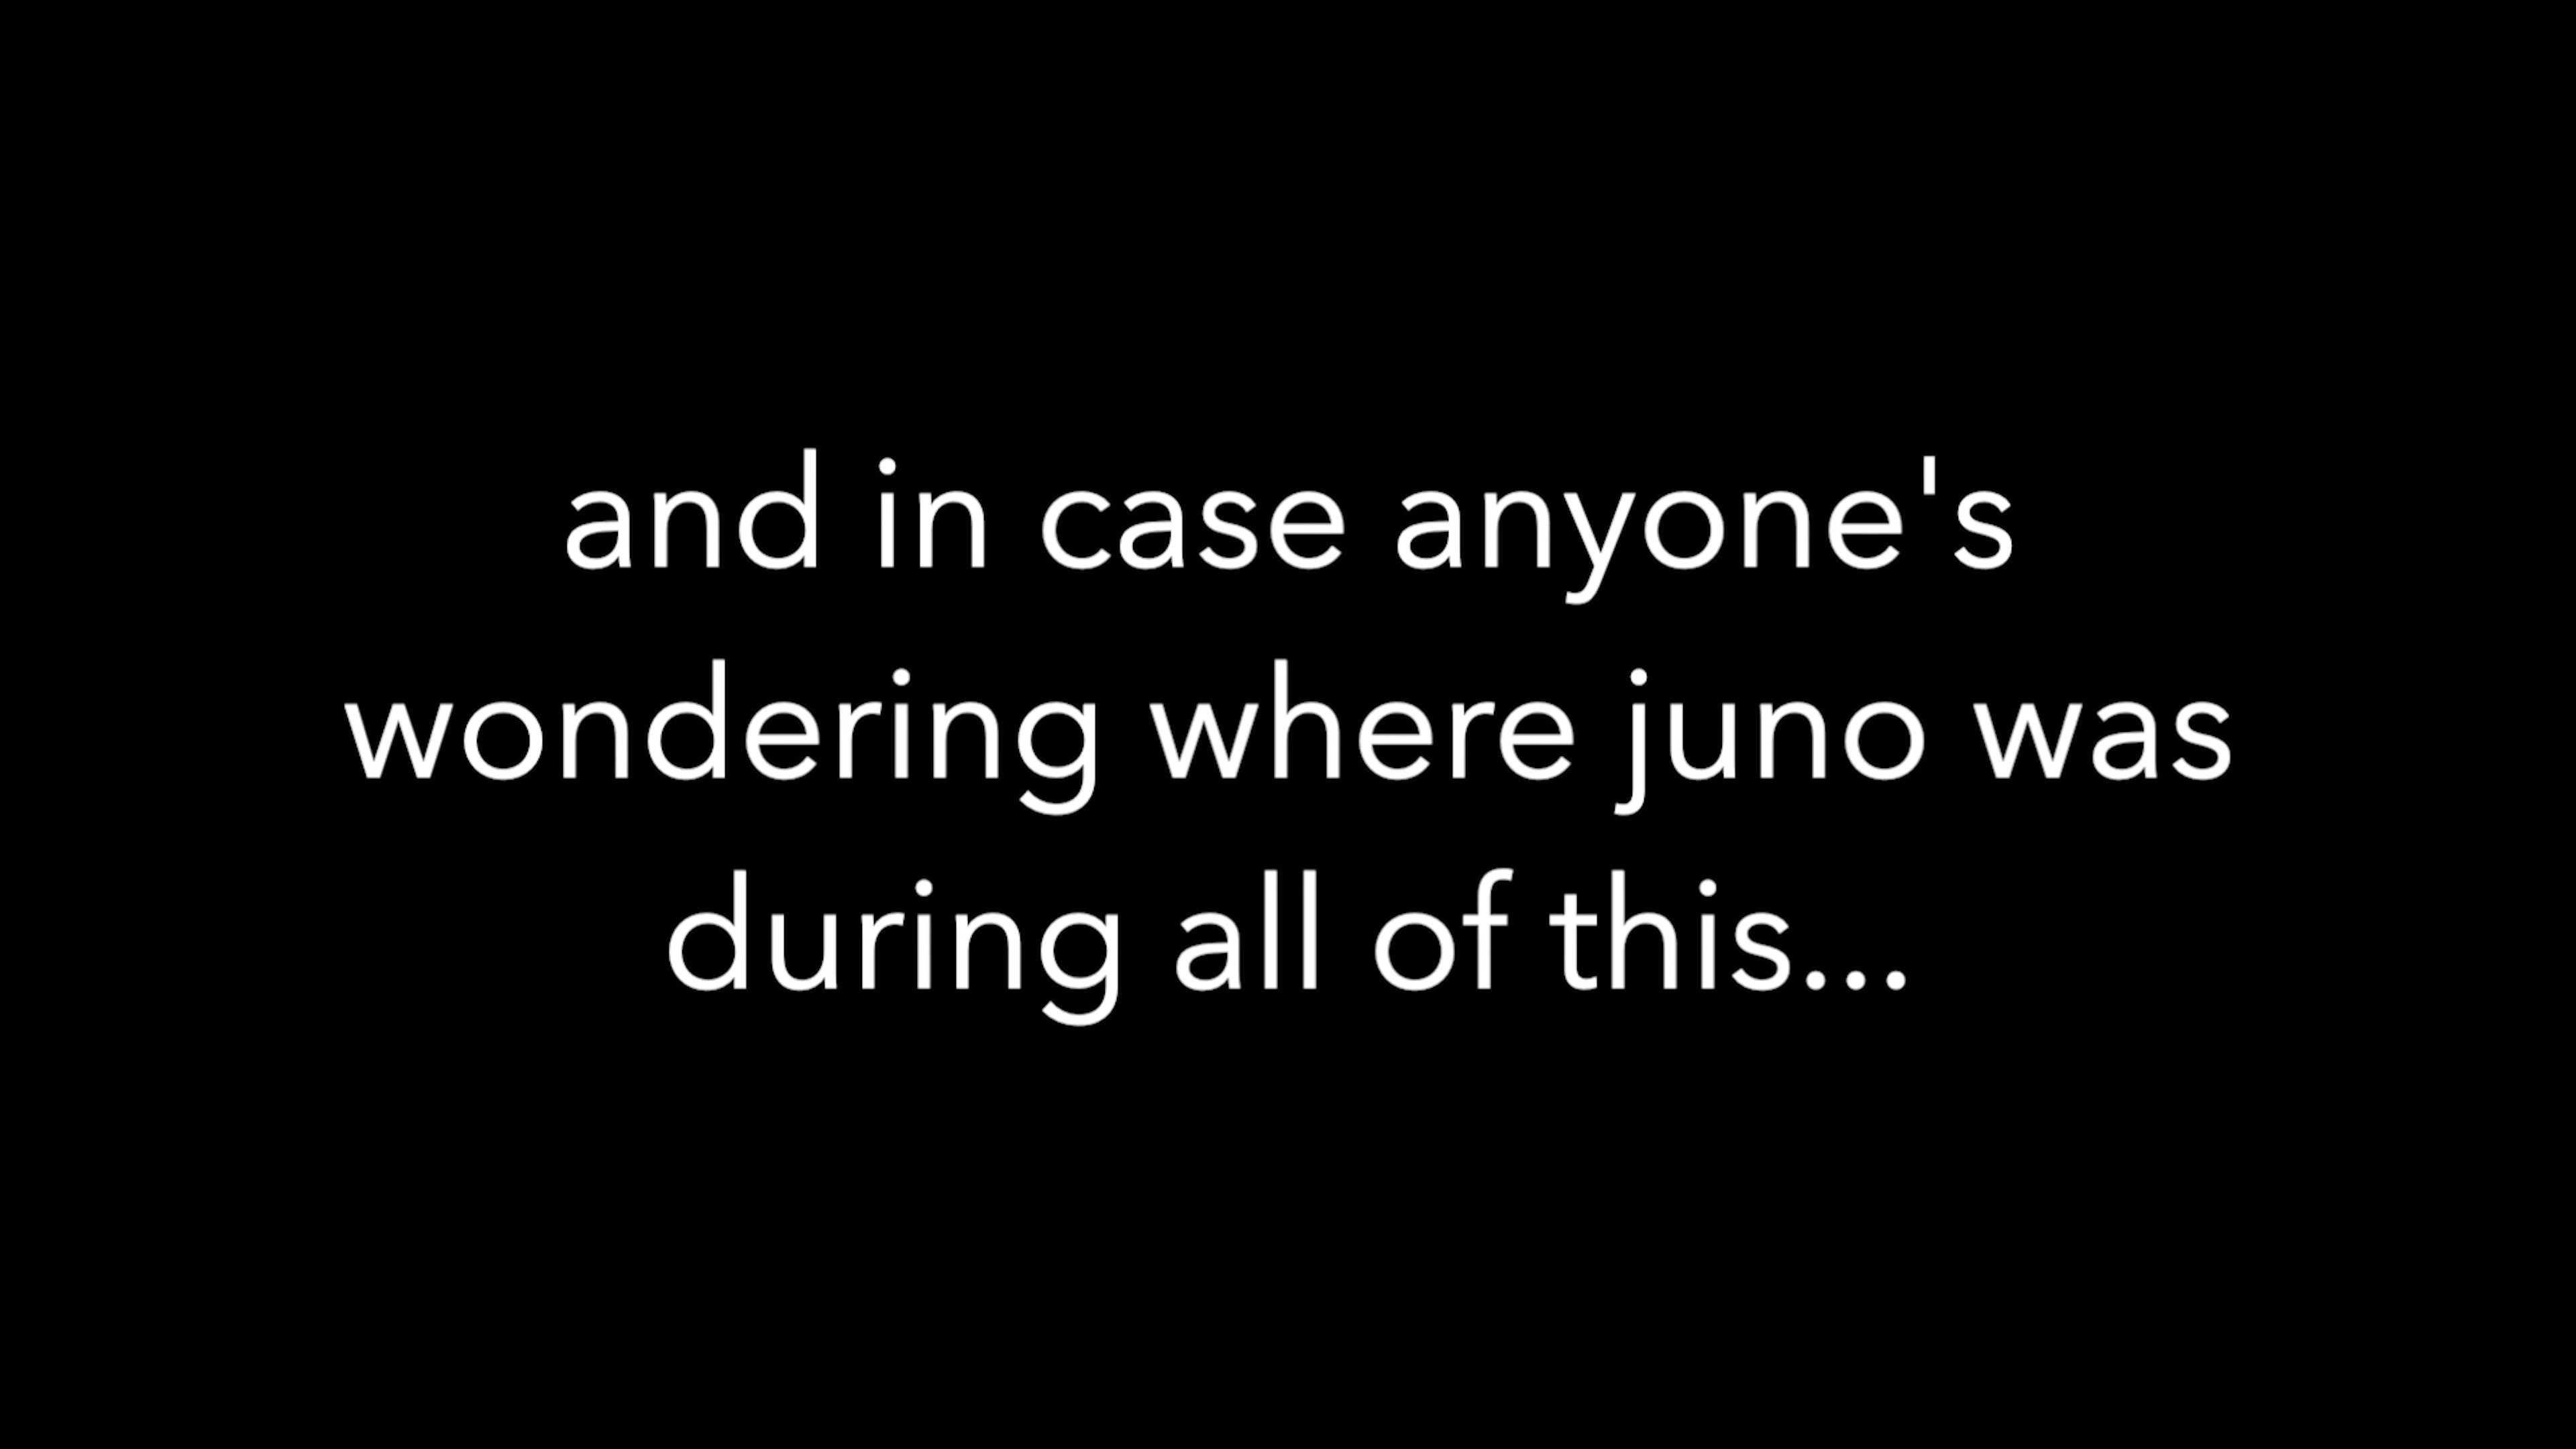 and in case anyone's
wondering where juno was
during all of this...